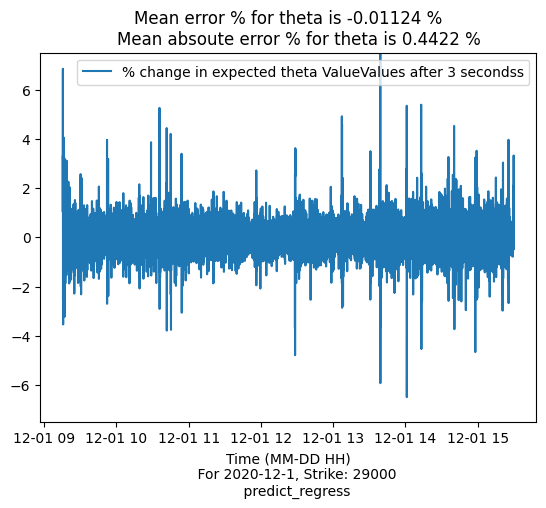 Mean error % for theta is -0.01124 %
Mean absoute error % for theta is 0.4422 %
% change in expected theta ValueValues after 3 secondss
6
4
2
0
−2
−4
−6
12-01 09 12-01 10 12-01 11 12-01 12 12-01 13 12-01 14 12-01 15
Time (MM-DD HH)
For 2020-12-1, Strike: 29000
predict_regress